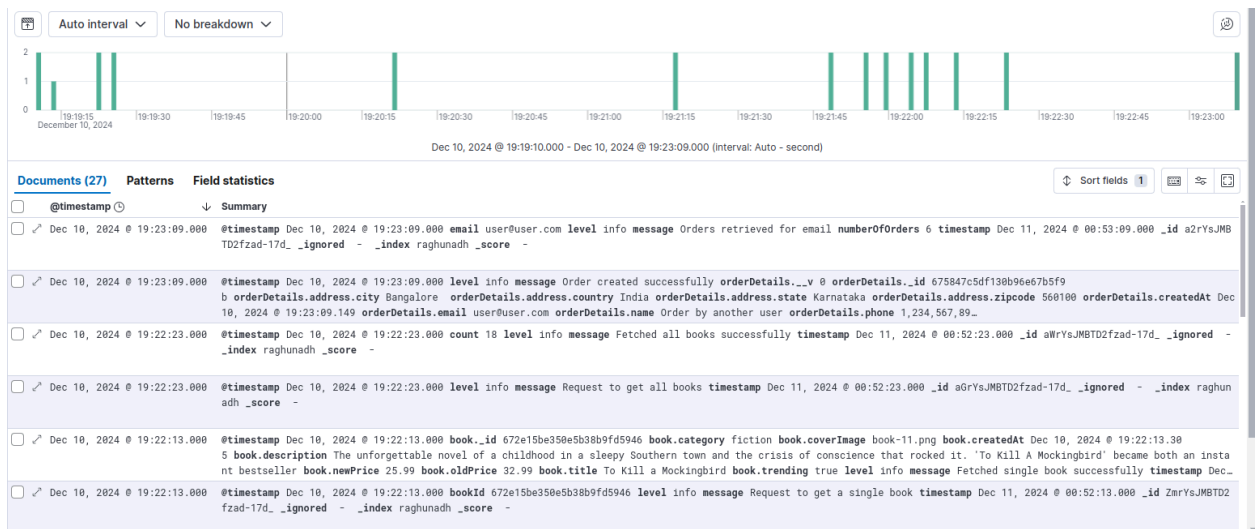 Auto interval No breakdown
2
1
0
19:19:15 19:19:30 19:19:45 19:20:00 19:20:15 19:20:30 19:20:45 19:21:00 19:21:15 19:21:30 19:21:45 19:22:00 19:22:15 19:22:30 19:22:45 19:23:00
December 10, 2024
Dec 10, 2024 @ 19:19:10.000 - Dec 10, 2024 @ 19:23:09.000 (interval: Auto - second)
Documents (27) Patterns Field statistics Sort fields 1
@timestamp Summary
Dec 10, 2024 @ 19:23:09.000 @timestamp Dec 10, 2024 @ 19:23:09.000 email user@user.com level info message Orders retrieved for email numberOfOrders 6 timestamp Dec 11, 2024 @ 00:53:09.000 _id a2rYsJMB
TD2fzad-17d_ _ignored - _index raghunadh _score -
Dec 10, 2024 @ 19:23:09.000 @timestamp Dec 10, 2024 @ 19:23:09.000 level info message Order created successfully orderDetails.__v 0 orderDetails._id 675847c5df130b96e67b5f9
b orderDetails.address.city Bangalore orderDetails.address.country India orderDetails.address.state Karnataka orderDetails.address.zipcode 560100 orderDetails.createdAt Dec
10, 2024 @ 19:23:09.149 orderDetails.email user@user.com orderDetails.name Order by another user orderDetails.phone 1,234,567,89…
Dec 10, 2024 @ 19:22:23.000 @timestamp Dec 10, 2024 @ 19:22:23.000 count 18 level info message Fetched all books successfully timestamp Dec 11, 2024 @ 00:52:23.000 _id aWrYsJMBTD2fzad-17d_ _ignored -
_index raghunadh _score -
Dec 10, 2024 @ 19:22:23.000 @timestamp Dec 10, 2024 @ 19:22:23.000 level info message Request to get all books timestamp Dec 11, 2024 @ 00:52:23.000 _id aGrYsJMBTD2fzad-17d_ _ignored - _index raghun
adh _score -
Dec 10, 2024 @ 19:22:13.000 @timestamp Dec 10, 2024 @ 19:22:13.000 book._id 672e15be350e5b38b9fd5946 book.category fiction book.coverImage book-11.png book.createdAt Dec 10, 2024 @ 19:22:13.30
5 book.description The unforgettable novel of a childhood in a sleepy Southern town and the crisis of conscience that rocked it. 'To Kill A Mockingbird' became both an insta
nt bestseller book.newPrice 25.99 book.oldPrice 32.99 book.title To Kill a Mockingbird book.trending true level info message Fetched single book successfully timestamp Dec…
Dec 10, 2024 @ 19:22:13.000 @timestamp Dec 10, 2024 @ 19:22:13.000 bookId 672e15be350e5b38b9fd5946 level info message Request to get a single book timestamp Dec 11, 2024 @ 00:52:13.000 _id ZmrYsJMBTD2
fzad-17d_ _ignored - _index raghunadh _score -